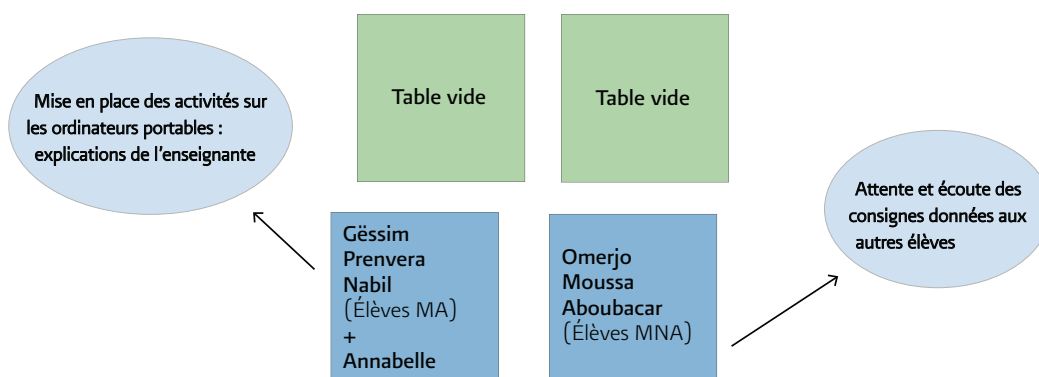 Mise en place des activités sur
les ordinateurs portables :
explications de l'enseignante
Table vide
Table vide
Attente et écoute des
consignes données aux
autres élèves
Gëssim
Prenvera
Nabil
(Élèves MA)
+
Annabelle
Omerjo
Moussa
Aboubacar
(Élèves MNA)